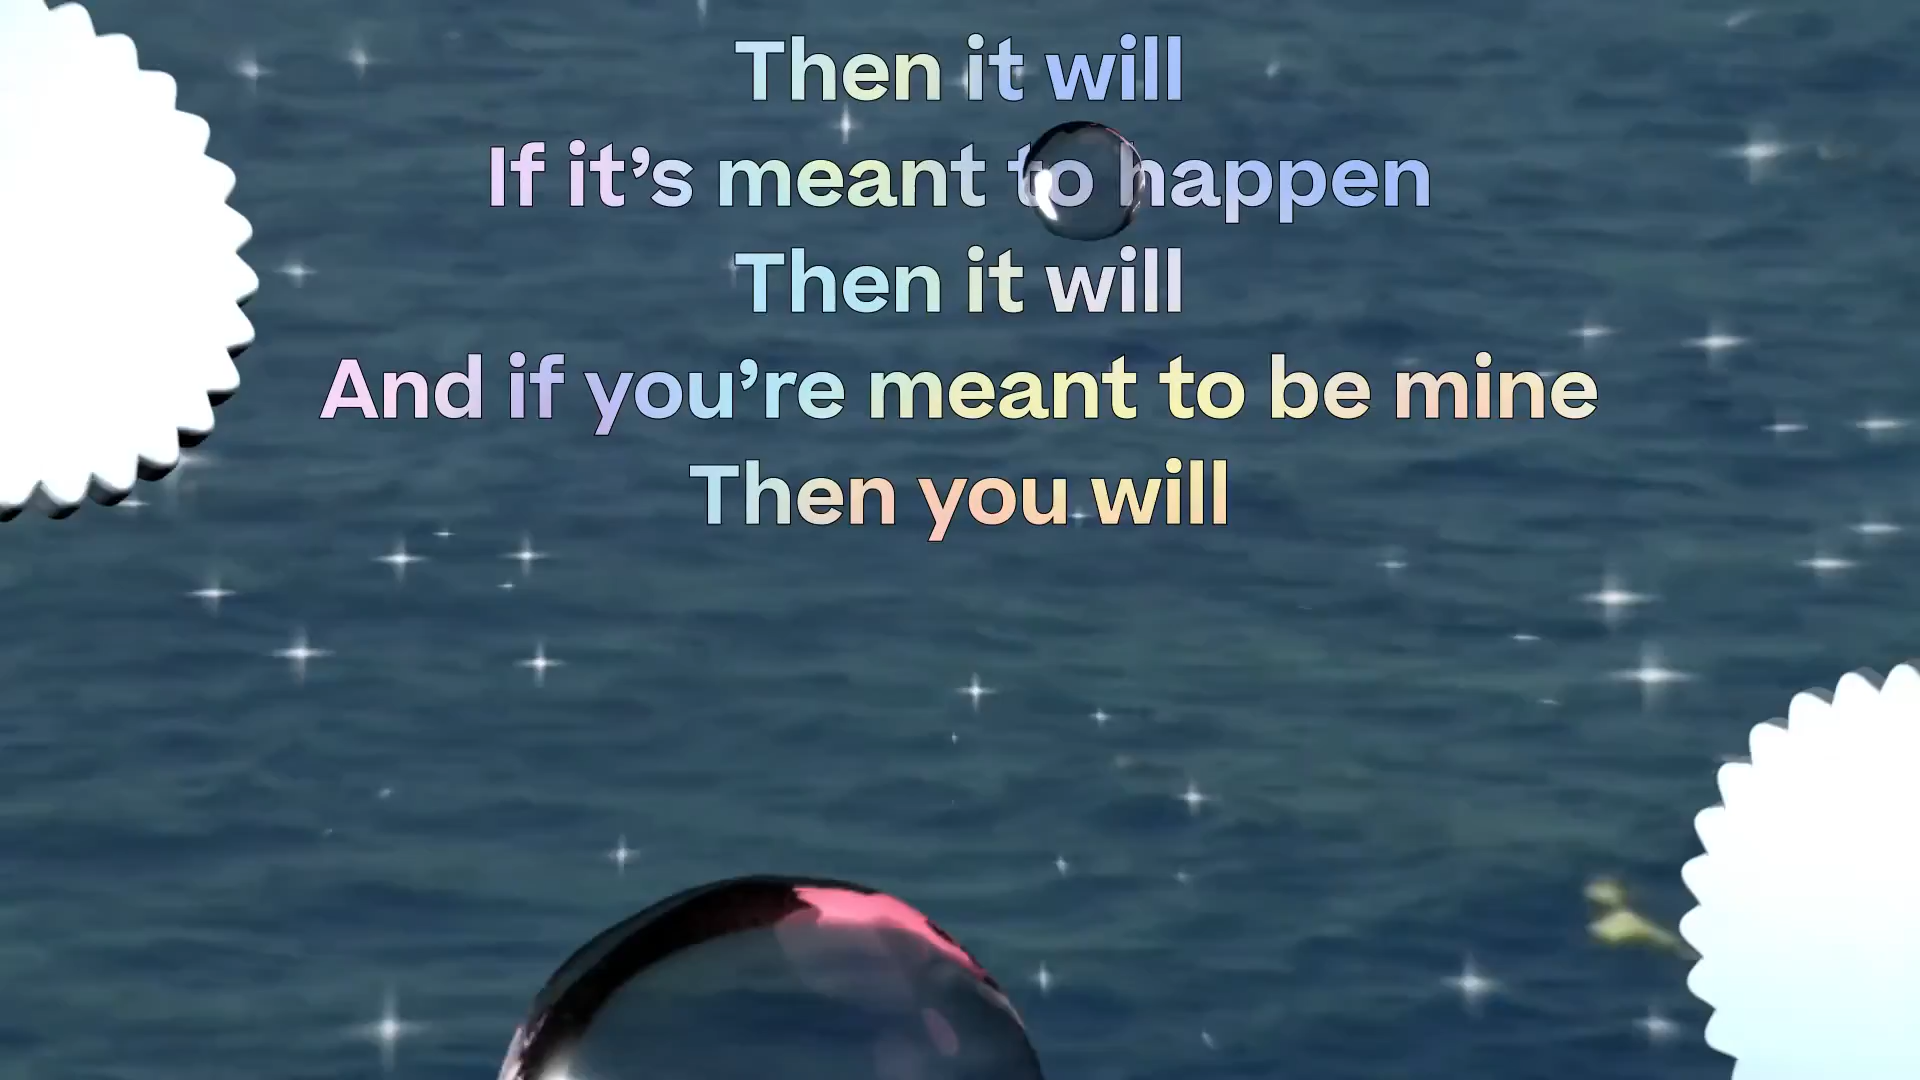 Then it will
If it’s meant to happen
Then it will
And if you’re meant to be mine
Then you will